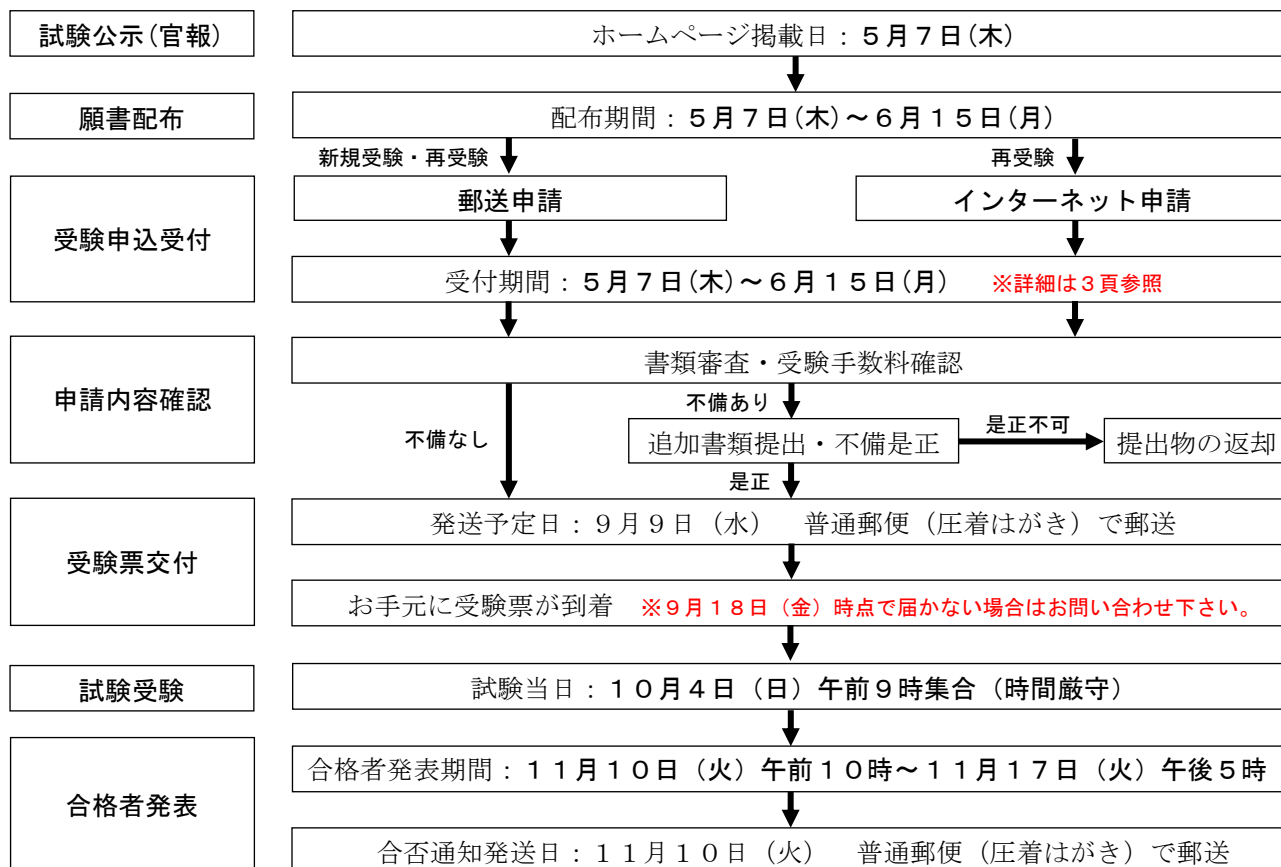 試験公示(官報)
ホームページ掲載日：５月７日(木)
願書配布
配布期間：５月７日(木)～６月１５日(月)
新規受験・再受験
再受験
受験申込受付
郵送申請
インターネット申請
受付期間：５月７日(木)～６月１５日(月)　※詳細は３頁参照
申請内容確認
書類審査・受験手数料確認
不備なし
不備あり
追加書類提出・不備是正
是正不可
提出物の返却
是正
受験票交付
発送予定日：９月９日（水）　普通郵便（圧着はがき）で郵送
お手元に受験票が到着　※９月１８日（金）時点で届かない場合はお問い合わせ下さい。
試験受験
試験当日：１０月４日（日）午前９時集合（時間厳守）
合格者発表
合格者発表期間：１１月１０日（火）午前１０時～１１月１７日（火）午後５時
合否通知発送日：１１月１０日（火）　普通郵便（圧着はがき）で郵送